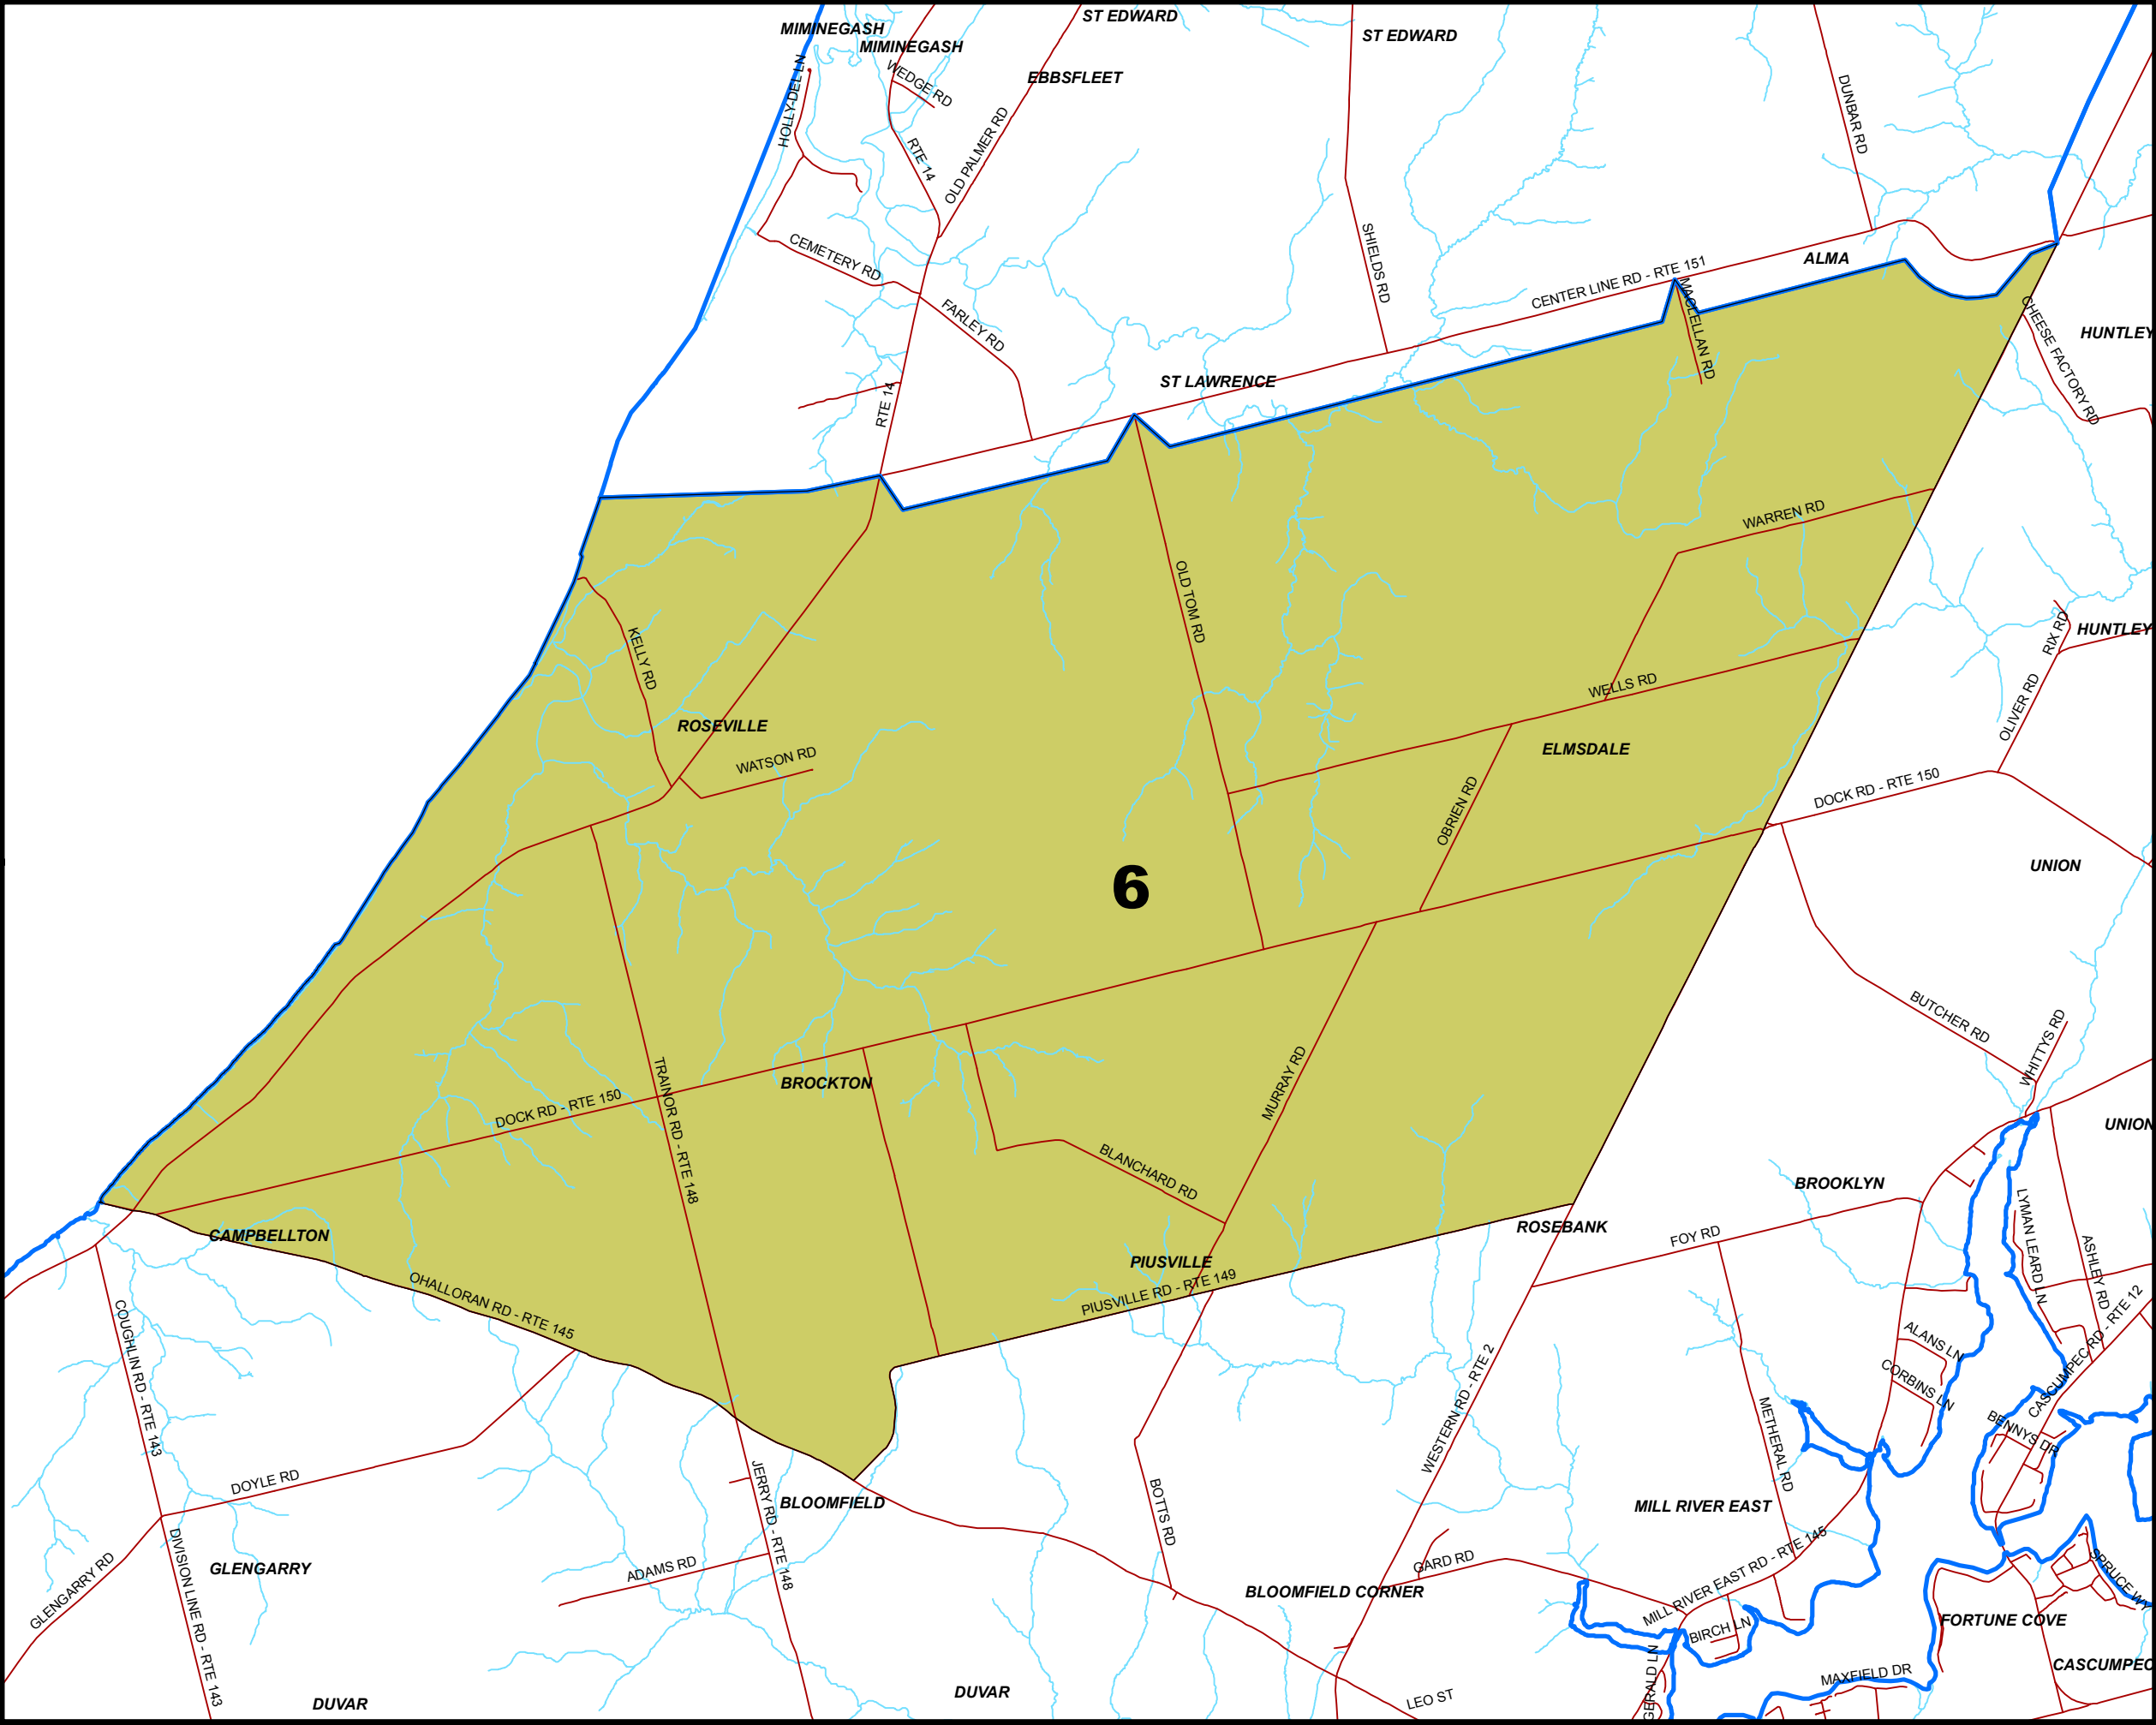 ST EDWARD
MIMINEGASH
ST EDWARD
MIMINEGASH
WEDGE RD
EBBSFLEET
HOLLY-DEL LN
DUNBAR RD
RTE 14
OLD PALMER RD
CEMETERY RD
SHIELDS RD
CENTER LINE RD - RTE 151
ALMA
MACLELLAN RD
FARLEY RD
CHEESE FACTORY RD
HUNTLEY
ST LAWRENCE
RTE 14
WARREN RD
OLD TOM RD
KELLY RD
RIX RD
HUNTLEY
WELLS RD
OLIVER RD
ROSEVILLE
WATSON RD
ELMSDALE
OBRIEN RD
DOCK RD - RTE 150
UNION
6
BUTCHER RD
WHITTYS RD
TRAINOR RD - RTE 148
BROCKTON
DOCK RD - RTE 150
MURRAY RD
UNION
BLANCHARD RD
BROOKLYN
LYMAN LEARD LN
ASHLEY RD
CAMPBELLTON
ROSEBANK
FOY RD
PIUSVILLE
PIUSVILLE RD - RTE 149
OHALLORAN RD - RTE 145
COUGHLIN RD - RTE 143
CASCUMPEC RD - RTE 12
ALANS LN
CORBINS LN
WESTERN RD - RTE 2
METHERAL RD
BENNYS DR
DOYLE RD
JERRY RD - RTE 148
BLOOMFIELD
BOTTS RD
MILL RIVER EAST
DIVISION LINE RD - RTE 143
GLENGARRY
GLENGARRY RD
ADAMS RD
GARD RD
MILL RIVER EAST RD - RTE 145
BLOOMFIELD CORNER
SPRUCE WY
BIRCH LN
FORTUNE COVE
GERALD LN
CASCUMPEC
MAXFIELD DR
DUVAR
DUVAR
LEO ST